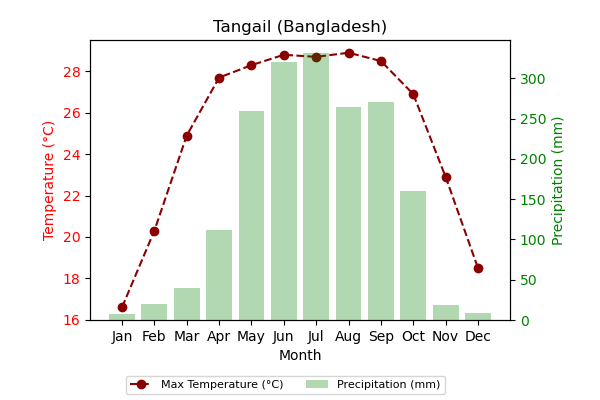 Tangail (Bangladesh)
Temperature (°C)
28
26
24
22
20
18
16
300
250
200
150
100
50
0
Precipitation (mm)
Jan Feb Mar Apr May Jun Jul Aug Sep Oct Nov Dec
Month
Max Temperature (°C) Precipitation (mm)